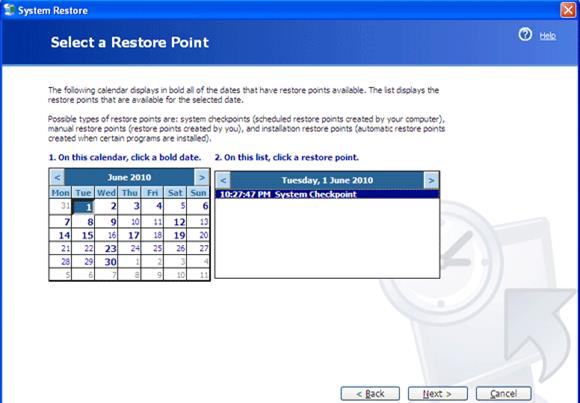 System Restore
Select a Restore Point
Help
The following calendar displays in bold all of the dates that have restore points available. The list displays the
restore points that are available for the selected date.
Possible types of restore points are: system checkpoints (scheduled restore points created by your computer),
manual restore points (restore points created by you), and installation restore points (automatic restore points
created when certain programs are installed).
1. On this calendar, click a bold date. 2. On this list, click a restore point.
< June 2010 >
Mon Tue Wed Thu Fri Sat Sun
31 1 2 3 4 5 6
7 8 9 10 11 12 13
14 15 16 17 18 19 20
21 22 23 24 25 26 27
28 29 30 1 2 3 4
5 6 7 8 9 10 11
< Tuesday, 1 June 2010 >
10:27:47 PM System Checkpoint
< Back Next > Cancel